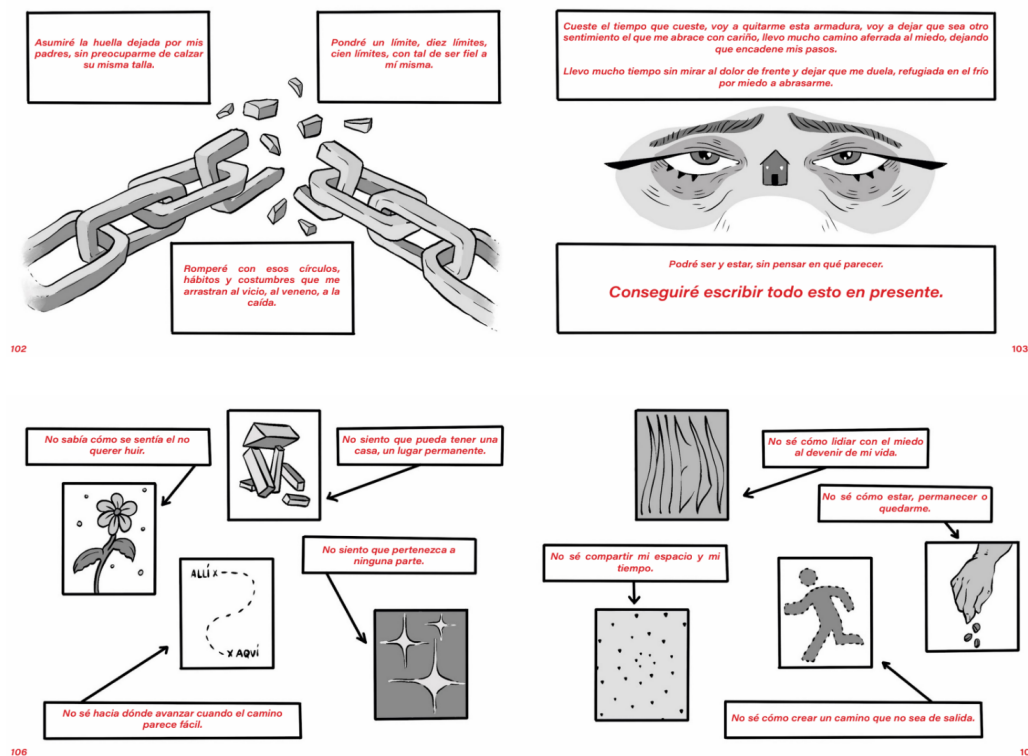 Asumiré la huella dejada por mis
padres, sin preocuparme de calzar
su misma talla.
Pondré un límite, diez límites,
cien límites, con tal de ser fiel a
mí misma.
Romperé con esos círculos,
hábitos y costumbres que me
arrastran al vicio, al veneno, a la
caída.
102
Cueste el tiempo que cueste, voy a quitarme esta armadura, voy a dejar que sea otro
sentimiento el que me abrace con cariño, llevo mucho camino aferrada al miedo, dejando
que encadene mis pasos.
Llevo mucho tiempo sin mirar al dolor de frente y dejar que me duela, refugiada en el frío
por miedo a abrasarme.
Podré ser y estar, sin pensar en qué parecer.
Conseguiré escribir todo esto en presente.
103
No sabía cómo se sentía el no
querer huir.
No siento que pueda tener una
casa, un lugar permanente.
No siento que pertenezca a
ninguna parte.
ALLÍ X
X AQUÍ
No sé hacia dónde avanzar cuando el camino
parece fácil.
106
No sé cómo lidiar con el miedo
al devenir de mi vida.
No sé cómo estar, permanecer o
quedarme.
No sé compartir mi espacio y mi
tiempo.
No sé cómo crear un camino que no sea de salida.